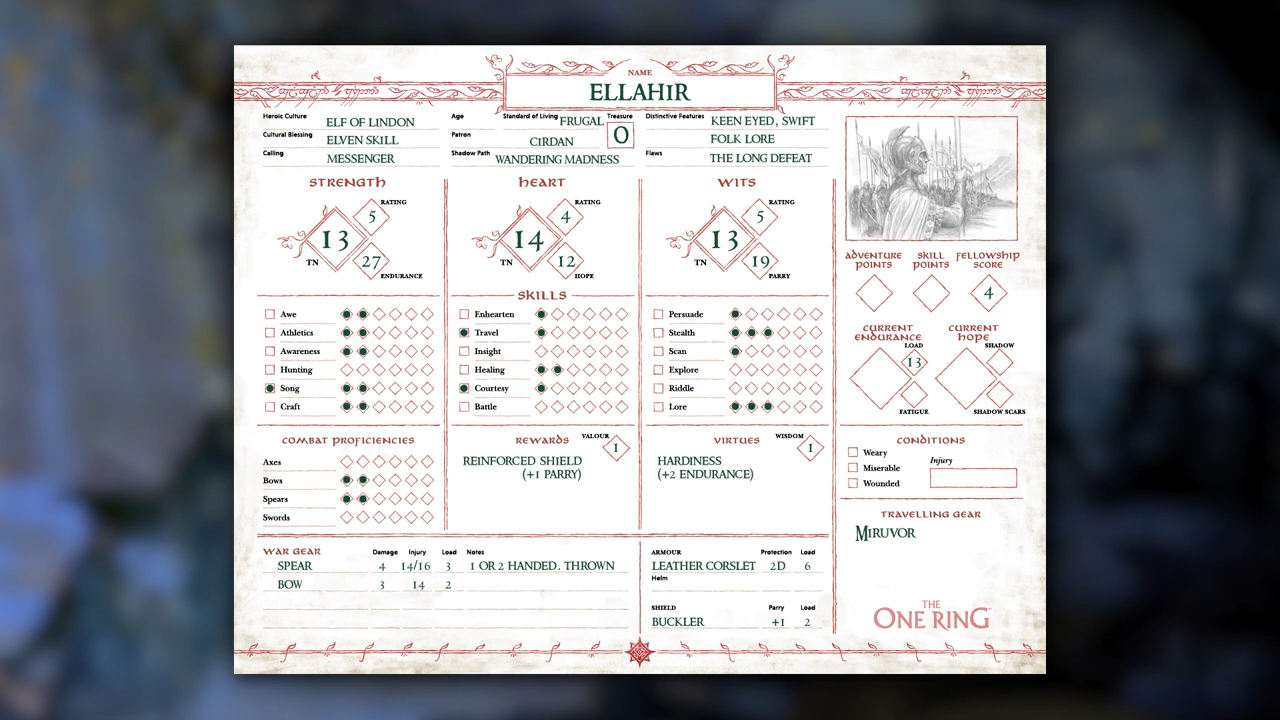 NAME
ELLAHIR
Heroic Culture ELF OF LINDON
Cultural Blessing ELVEN SKILL
Calling MESSENGER
Age Standard of Living FRUGAL Treasure 0
Patron CIRDAN
Shadow Path WANDERING MADNESS
Distinctive Features KEEN EYED, SWIFT
FOLK LORE
Flaws THE LONG DEFEAT
STRENGTH
RATING 5
TN 13
ENDURANCE 27
HEART
RATING 4
TN 14
HOPE 12
WITS
RATING 5
TN 13
PARRY 19
ADVENTURE POINTS
SKILL POINTS
FELLOWSHIP SCORE
4
SKILLS
Awe
Athletics
Awareness
Hunting
Song
Craft
Enhearten
Travel
Insight
Healing
Courtesy
Battle
Persuade
Stealth
Scan
Explore
Riddle
Lore
CURRENT ENDURANCE
LOAD
13
FATIGUE
CURRENT HOPE
SHADOW
SHADOW SCARS
COMBAT PROFICIENCIES
Axes
Bows
Spears
Swords
REWARDS VALOUR 1
REINFORCED SHIELD
(+1 PARRY)
VIRTUES WISDOM 1
HARDINESS
(+2 ENDURANCE)
CONDITIONS
Weary
Miserable
Wounded
Injury
TRAVELLING GEAR
MIRUVOR
WAR GEAR Damage Injury Load Notes
SPEAR 4 14/16 3 1 OR 2 HANDED. THROWN
BOW 3 14 2
ARMOUR Protection Load
LEATHER CORSLET 2D 6
Helm
SHIELD Parry Load
BUCKLER +1 2
THE
ONE RING